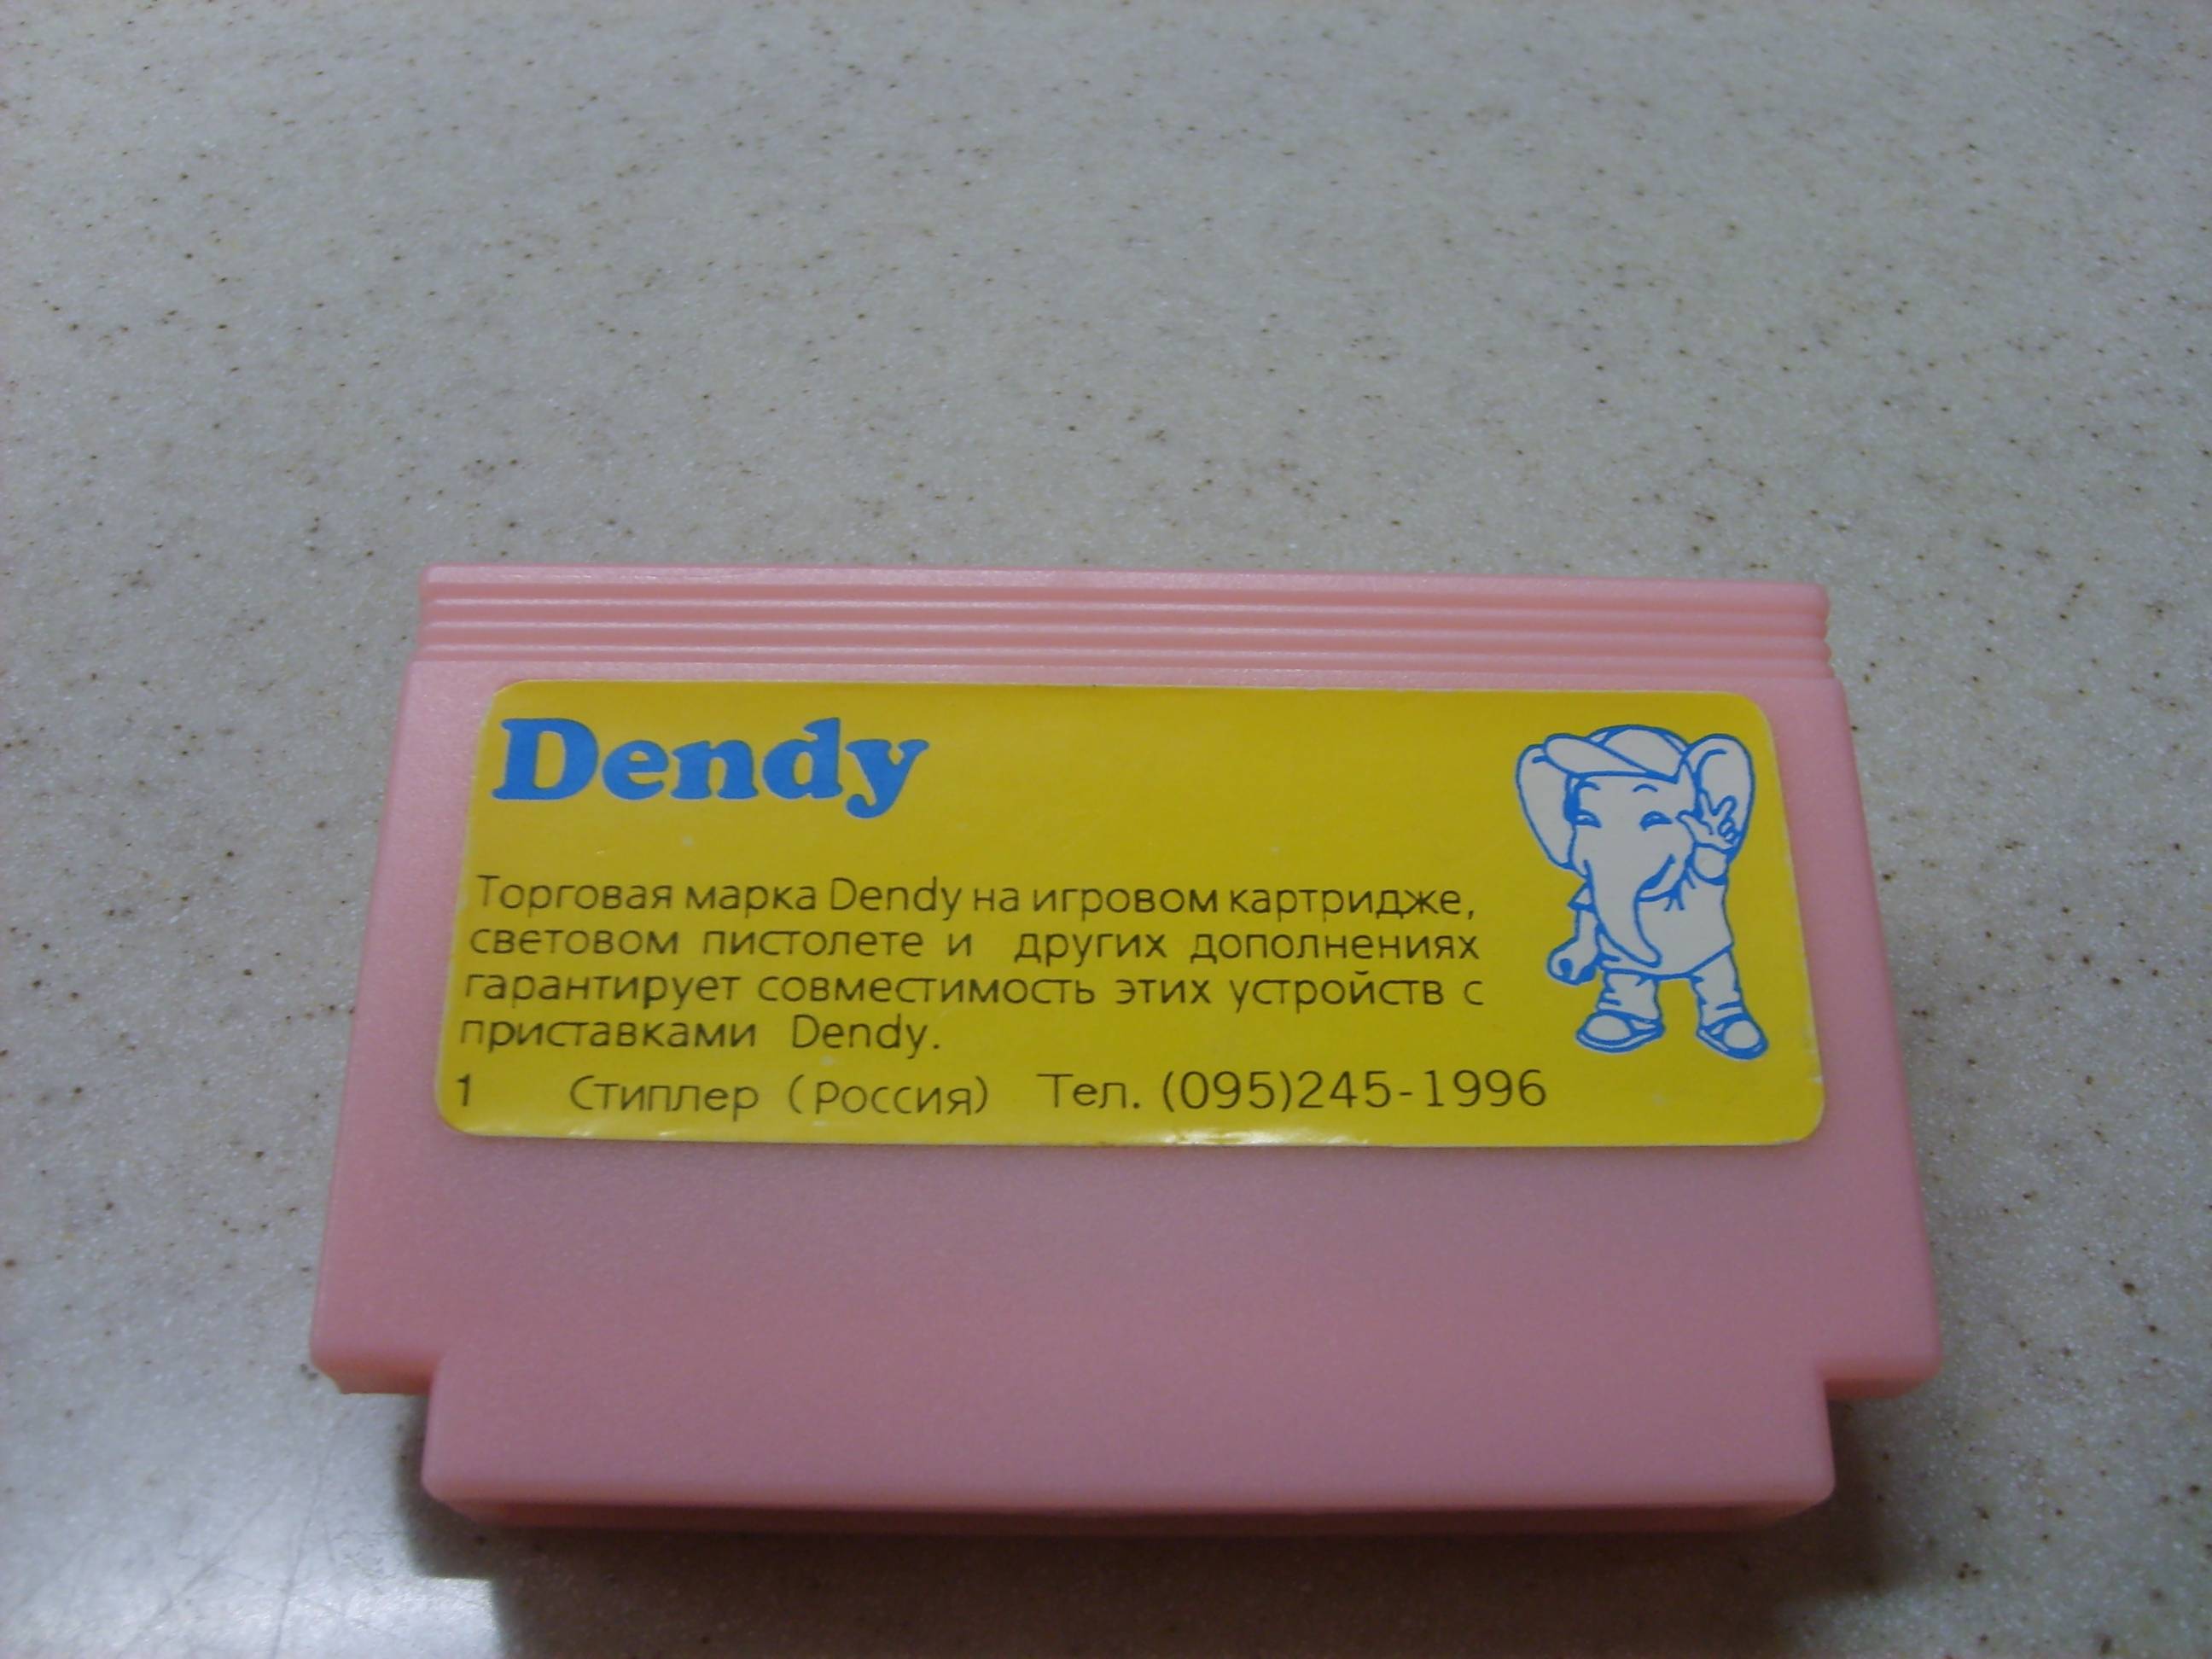 Dendy
Торговая марка Dendy на игровом картридже,
световом пистолете и других дополнениях
гарантирует совместимость этих устройств с
приставками Dendy.
1 Стиплер (Россия) Тел. (095)245-1996